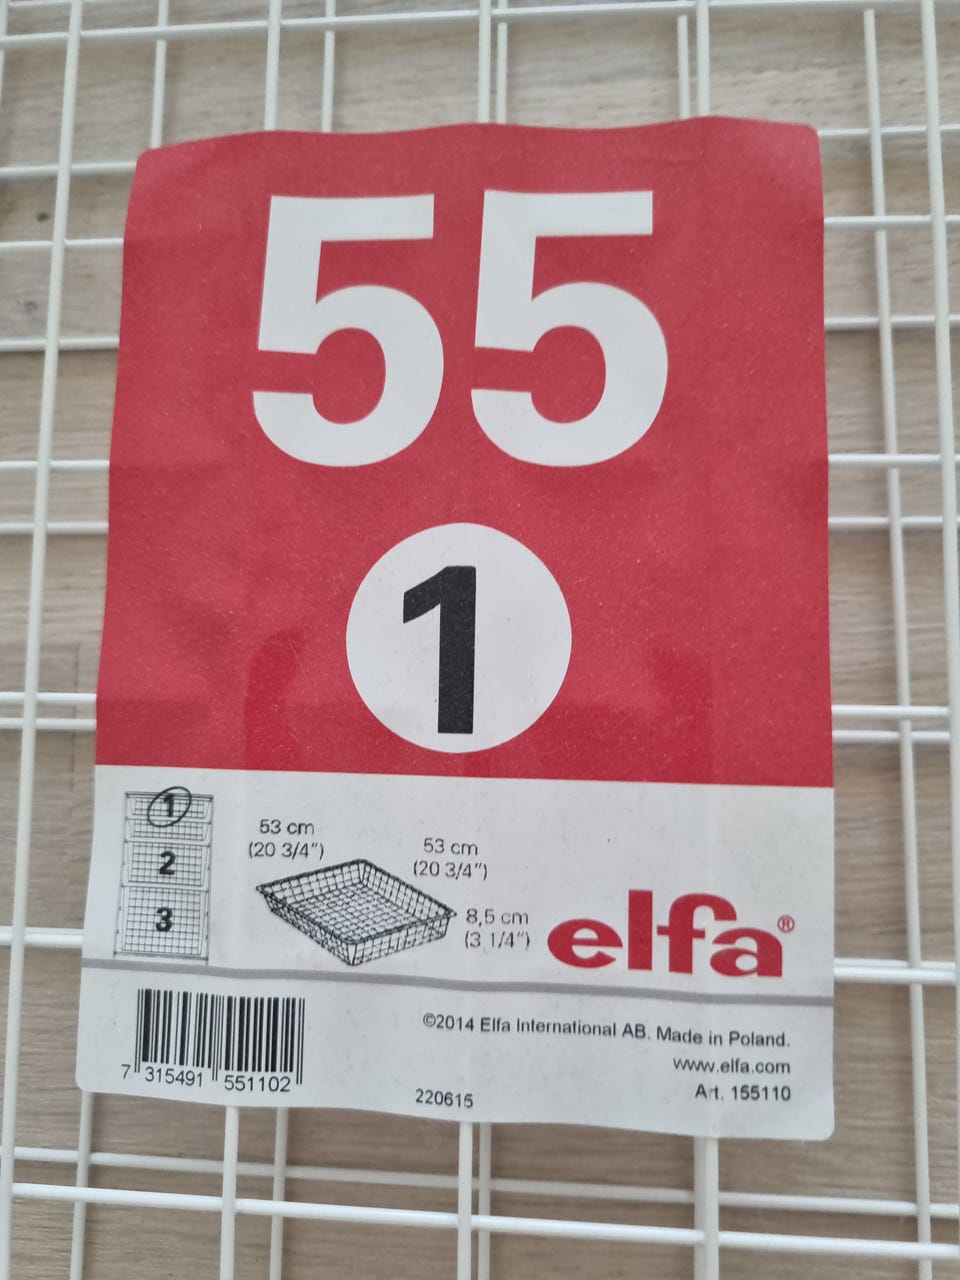 55
1
1
2
3
53 cm
(20 3/4")
53 cm
(20 3/4")
8,5 cm
(3 1/4")
elfa®
7 315491 551102
©2014 Elfa International AB. Made in Poland.
www.elfa.com
Art. 155110
220615